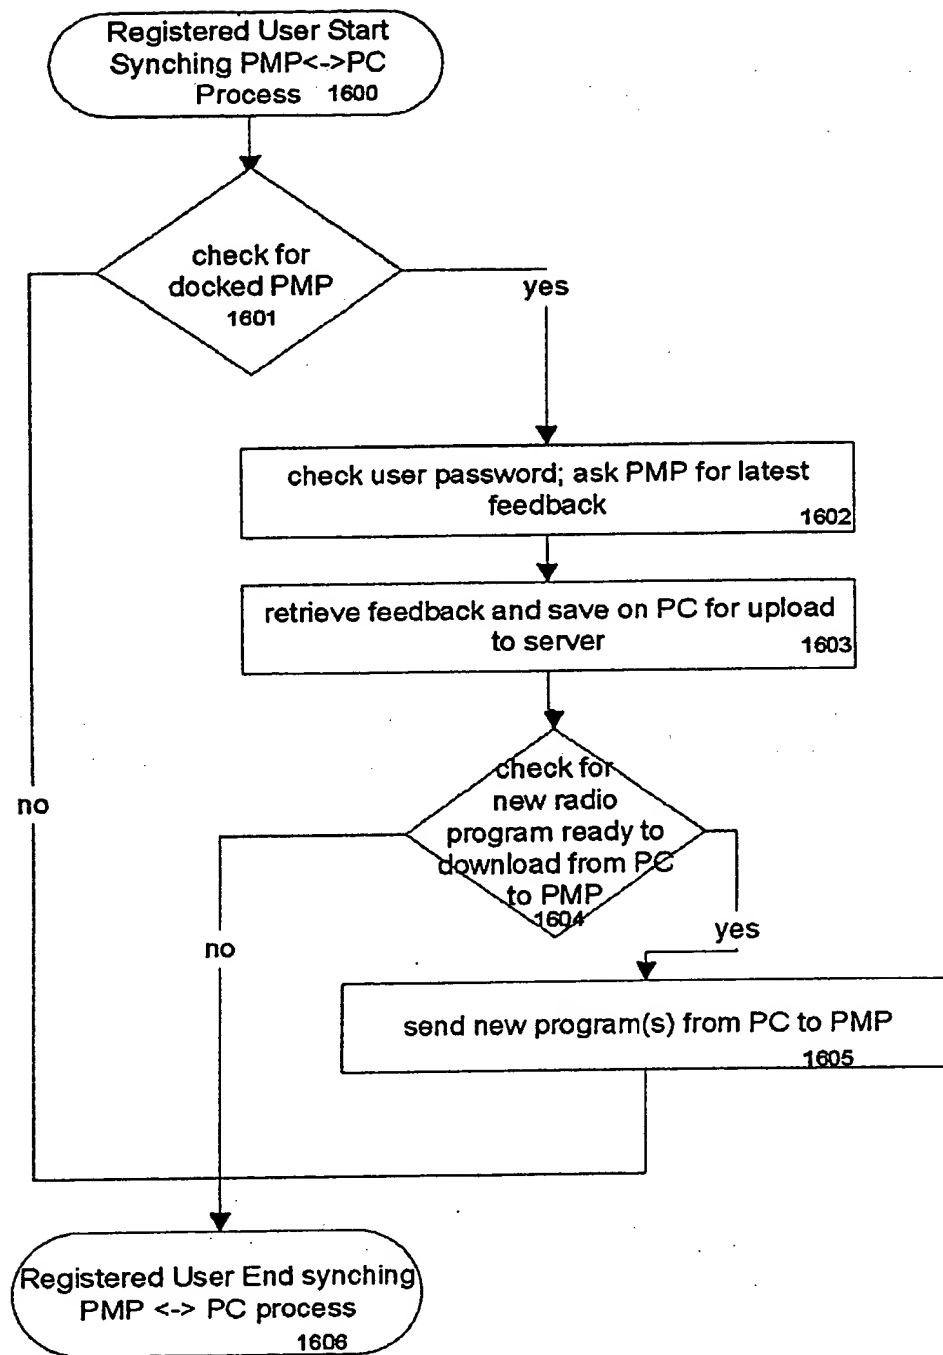 Registered User Start
Synching PMP<->PC
Process 1600
check for
docked PMP
1601
yes
check user password; ask PMP for latest
feedback
1602
retrieve feedback and save on PC for upload
to server
1603
check for
new radio
program ready to
download from PC
to PMP
1604
no
no
yes
send new program(s) from PC to PMP
1605
Registered User End synching
PMP <-> PC process
1606